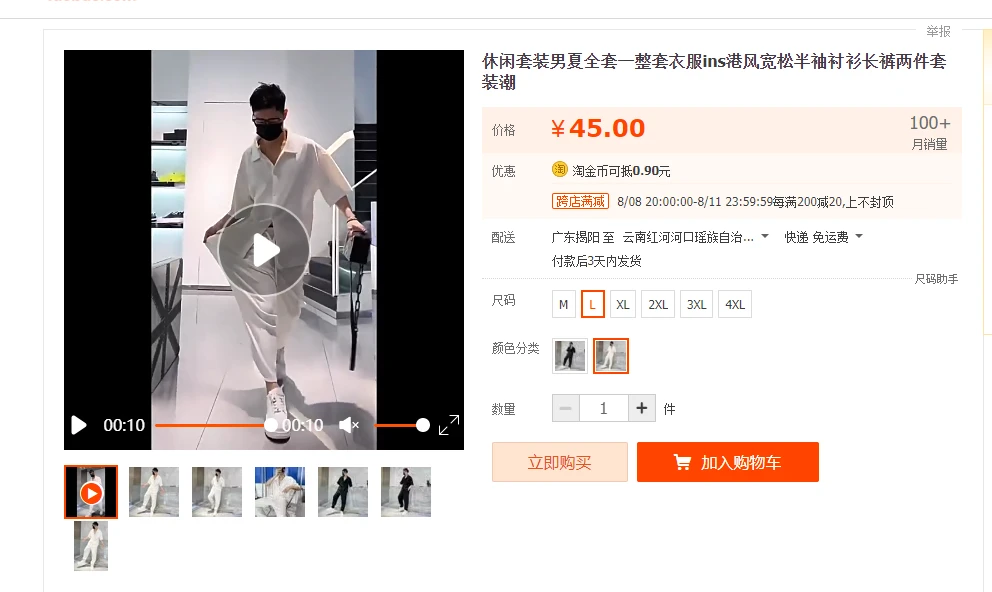 举报
休闲套装男夏全套一整套衣服ins港风宽松半袖衬衫长裤两件套
装潮
价格
¥45.00
100+
月销量
优惠
淘 淘金币可抵0.90元
跨店满减 8/08 20:00:00-8/11 23:59:59每满200减20,上不封顶
配送
广东揭阳 至 云南红河河口瑶族自治... 快递 免运费
付款后3天内发货
尺码助手
尺码
M L XL 2XL 3XL 4XL
颜色分类
数量
1
件
立即购买
加入购物车
00:10 00:10